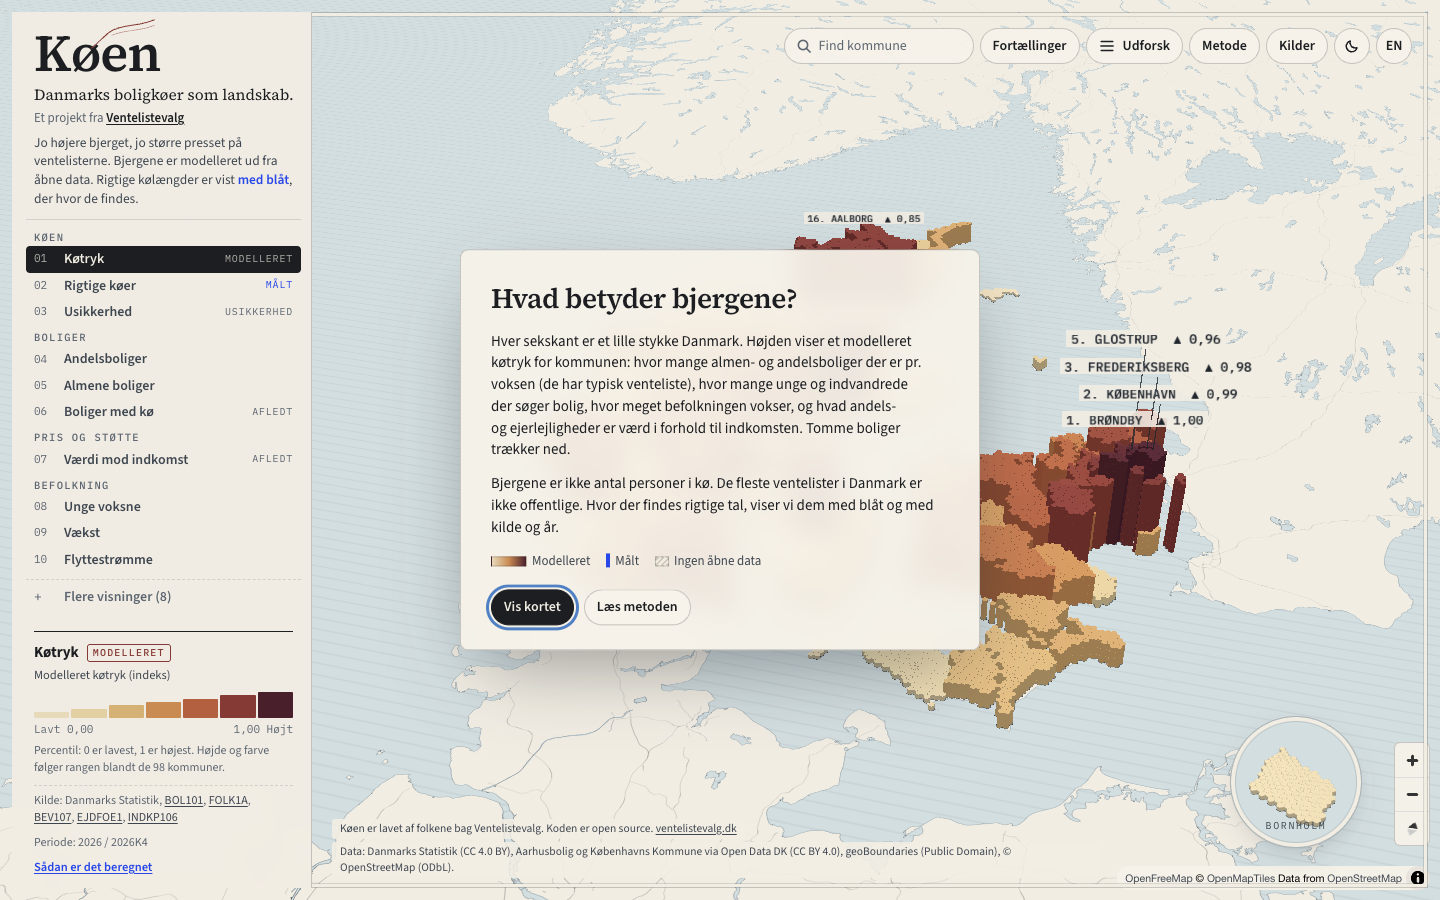 Køen
Danmarks boligkøer som landskab.
Et projekt fra Ventelistevalg
Jo højere bjerget, jo større presset på
ventelisterne. Bjergene er modelleret ud fra
åbne data. Rigtige kølængder er vist med blåt,
der hvor de findes.
KØEN
01 Køtryk MODELLERET
02 Rigtige køer MÅLT
03 Usikkerhed USIKKERHED
BOLIGER
04 Andelsboliger
05 Almene boliger
06 Boliger med kø AFLEDT
PRIS OG STØTTE
07 Værdi mod indkomst AFLEDT
BEFOLKNING
08 Unge voksne
09 Vækst
10 Flyttestrømme
+ Flere visninger (8)
Køtryk MODELLERET
Modelleret køtryk (indeks)
Lavt 0,00 1,00 Højt
Percentil: 0 er lavest, 1 er højest. Højde og farve
følger rangen blandt de 98 kommuner.
Kilde: Danmarks Statistik, BOL101, FOLK1A,
BEV107, EJDFOE1, INDKP106
Periode: 2026 / 2026K4
Sådan er det beregnet
Find kommune
Fortællinger
Udforsk
Metode
Kilder
EN
16. AALBORG ▲ 0,85
5. GLOSTRUP ▲ 0,96
3. FREDERIKSBERG ▲ 0,98
2. KØBENHAVN ▲ 0,99
1. BRØNDBY ▲ 1,00
Hvad betyder bjergene?
Hver sekskant er et lille stykke Danmark. Højden viser et modelleret
køtryk for kommunen: hvor mange almen- og andelsboliger der er pr.
voksen (de har typisk venteliste), hvor mange unge og indvandrede
der søger bolig, hvor meget befolkningen vokser, og hvad andels-
og ejerlejligheder er værd i forhold til indkomsten. Tomme boliger
trækker ned.
Bjergene er ikke antal personer i kø. De fleste ventelister i Danmark er
ikke offentlige. Hvor der findes rigtige tal, viser vi dem med blåt og med
kilde og år.
Modelleret Målt Ingen åbne data
Vis kortet Læs metoden
BORNHOLM
Køen er lavet af folkene bag Ventelistevalg. Koden er open source. ventelistevalg.dk
Data: Danmarks Statistik (CC 4.0 BY), Aarhusbolig og Københavns Kommune via Open Data DK (CC BY 4.0), geoBoundaries (Public Domain), ©
OpenStreetMap (ODbL).
OpenFreeMap © OpenMapTiles Data from OpenStreetMap